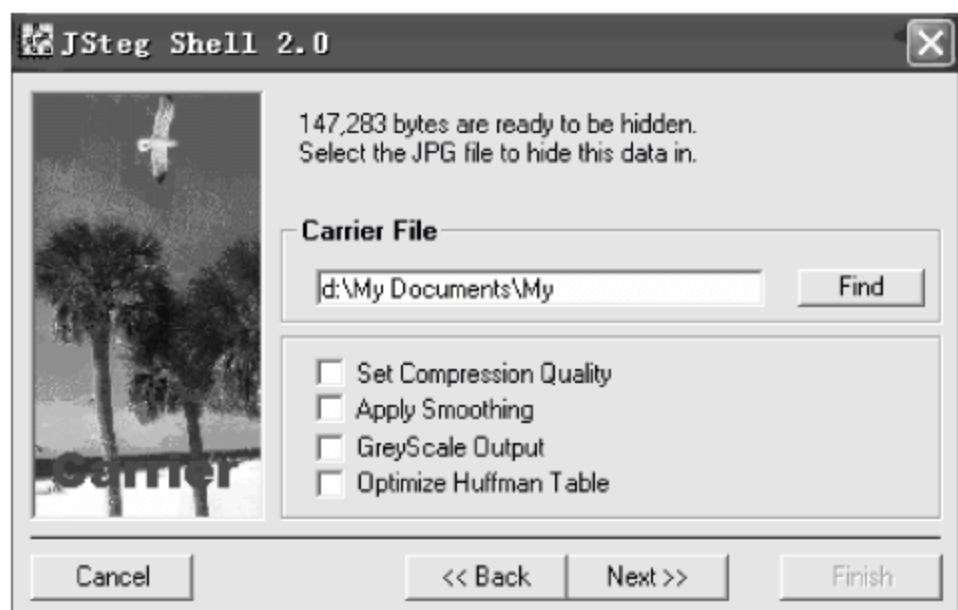 JSteg Shell 2.0
147,283 bytes are ready to be hidden.
Select the JPG file to hide this data in.
Carrier File
d:\My Documents\My
Find
Set Compression Quality
Apply Smoothing
GreyScale Output
Optimize Huffman Table
Carrier
Cancel
<< Back
Next >>
Finish